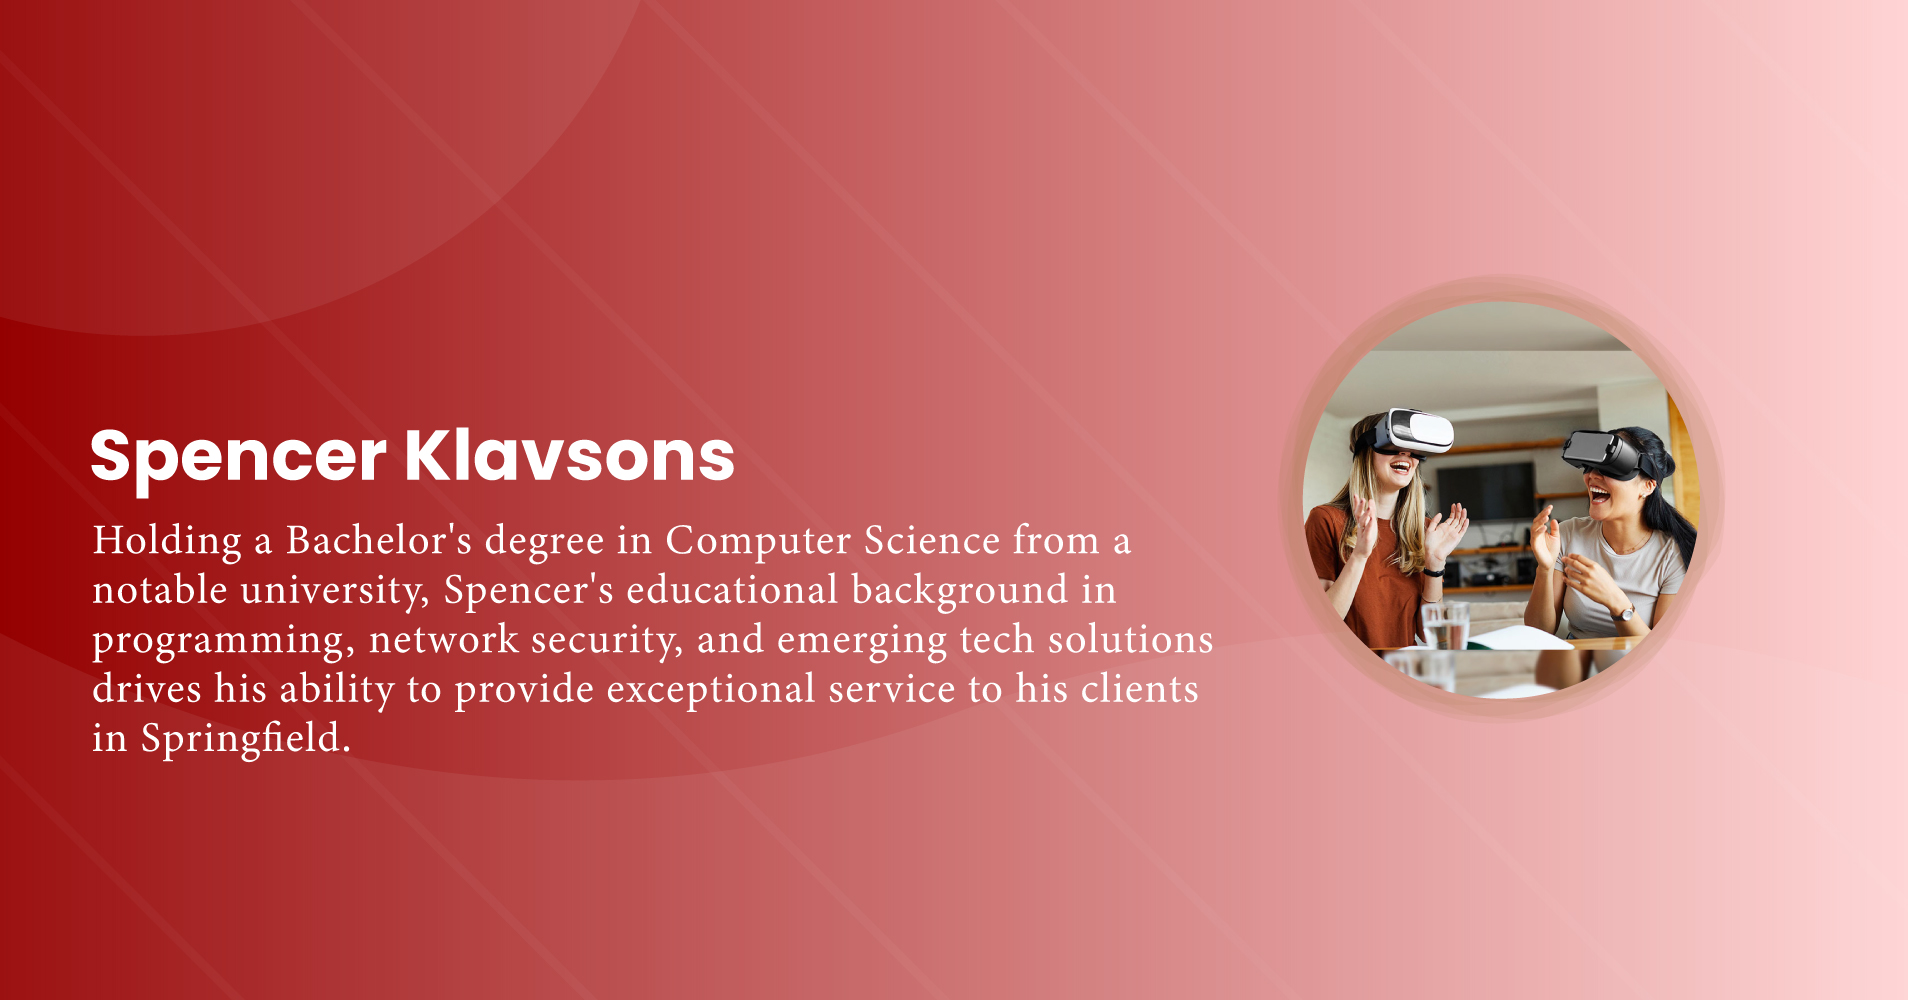 Spencer Klavsons
Holding a Bachelor's degree in Computer Science from a
notable university, Spencer's educational background in
programming, network security, and emerging tech solutions
drives his ability to provide exceptional service to his clients
in Springfield.